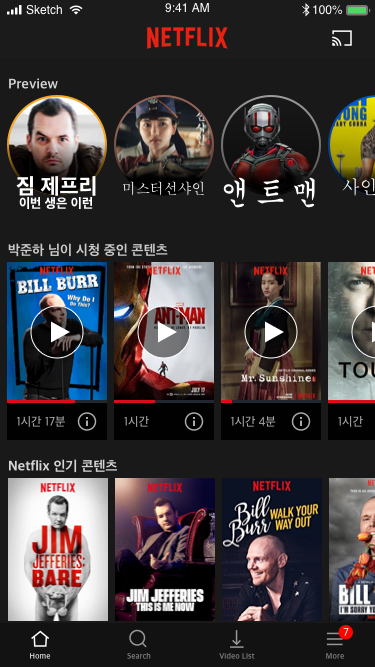 Sketch
9:41 AM
100%
NETFLIX
Preview
짐 제프리
이번 생은 이런
미스터 선샤인
앤 트 맨
사인
박준하 님이 시청 중인 콘텐츠
NETFLIX
BILL BURR
Why Do I
Do This?
NETFLIX
ANT-MAN
JULY 17
NETFLIX
Mr. Sunshine
TOU
1시간 17분
1시간
1시간 4분
1시간
Netflix 인기 콘텐츠
NETFLIX
JIM
JEFFERIES:
BARE
NETFLIX
JIM JEFFERIES
THIS IS ME NOW
NETFLIX
Bill
Burr
WALK YOUR
WAY OUT
BILL
I'M SORRY
Home
Search
Video List
More
7